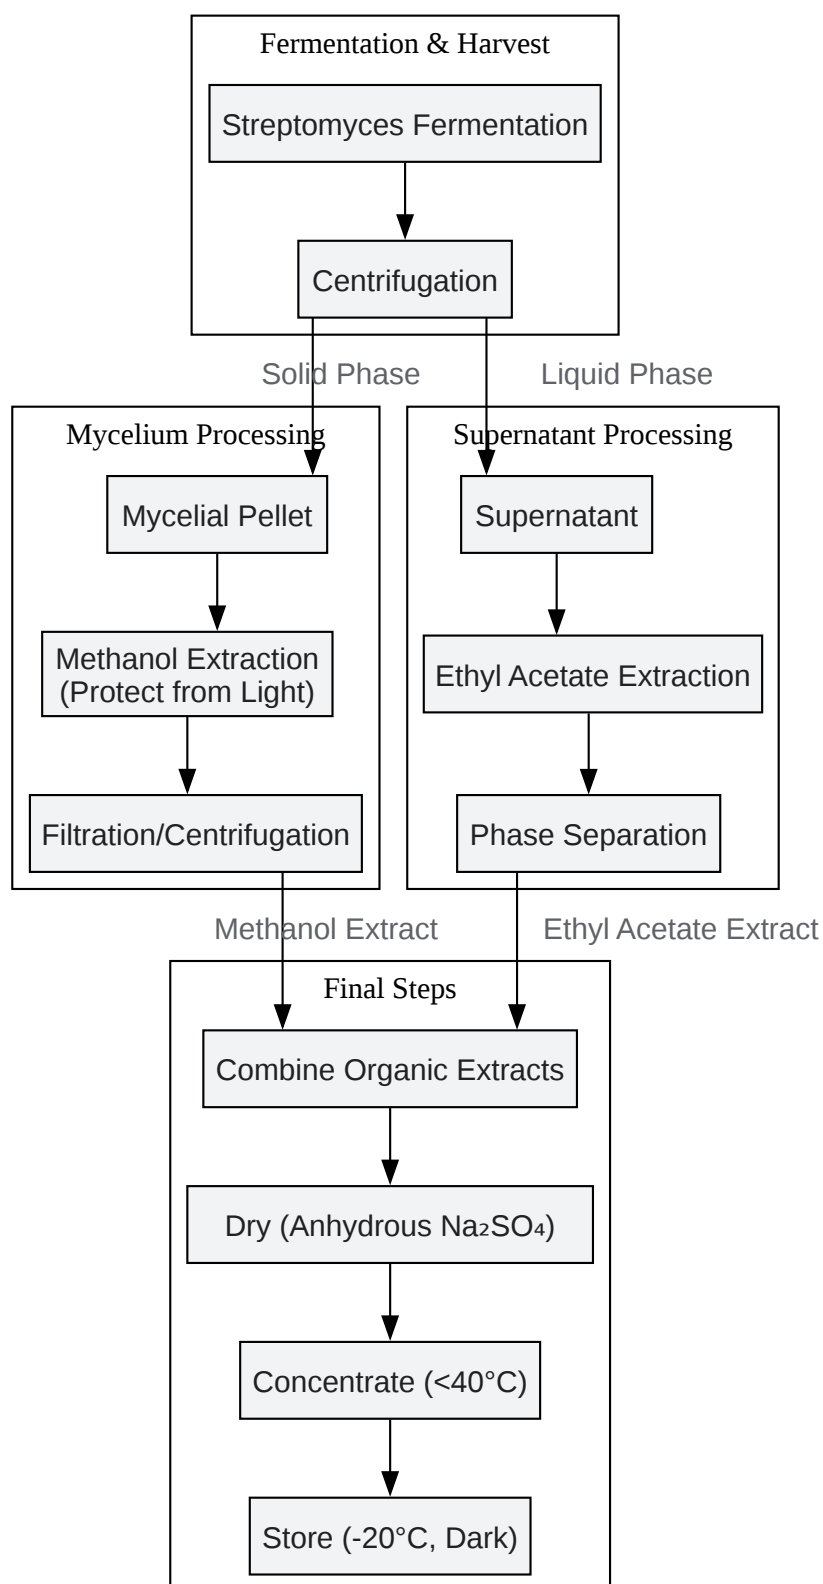 Fermentation & Harvest
Streptomyces Fermentation
Centrifugation
Solid Phase
Liquid Phase
Mycelium Processing
Supernatant Processing
Mycelial Pellet
Supernatant
Methanol Extraction
(Protect from Light)
Ethyl Acetate Extraction
Filtration/Centrifugation
Phase Separation
Methanol Extract
Ethyl Acetate Extract
Final Steps
Combine Organic Extracts
Dry (Anhydrous Na₂SO₄)
Concentrate (<40°C)
Store (-20°C, Dark)